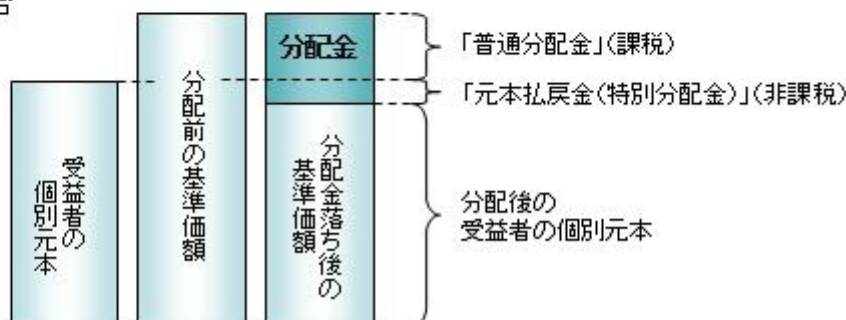 分配金
「普通分配金」(課税)
「元本払戻金(特別分配金)」(非課税)
受益者の
個別元本
分配前の基準価額
分配金落ち後の
基準価額
分配後の
受益者の個別元本